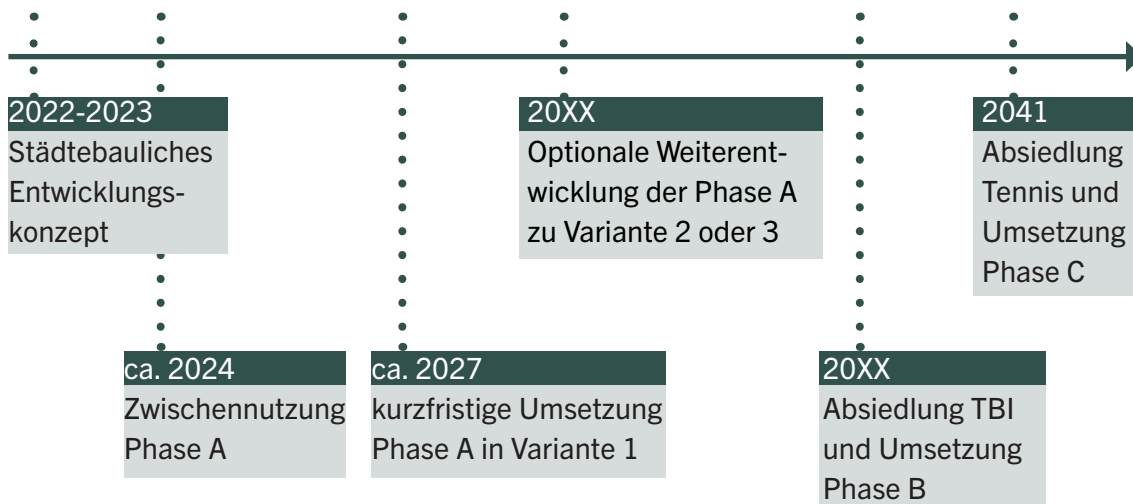 2022-2023
Städtebauliches
Entwicklungs-
konzept
ca. 2024
Zwischennutzung
Phase A
ca. 2027
kurzfristige Umsetzung
Phase A in Variante 1
20XX
Optionale Weiterent-
wicklung der Phase A
zu Variante 2 oder 3
20XX
Absiedlung TBI
und Umsetzung
Phase B
2041
Absiedlung
Tennis und
Umsetzung
Phase C